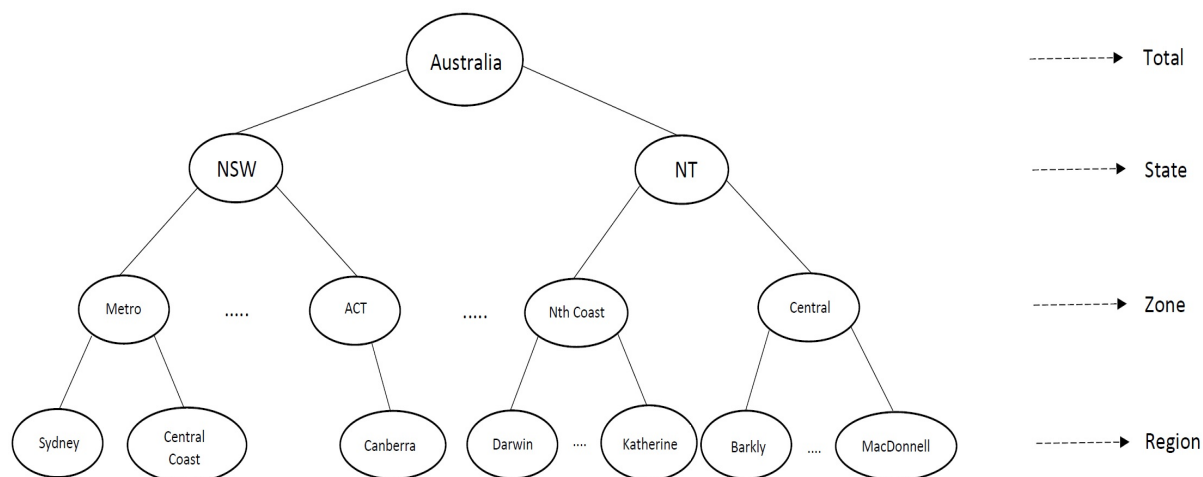 Australia
Total
NSW
NT
State
Metro
.....
ACT
.....
Nth Coast
Central
Zone
Sydney
Central
Coast
Canberra
Darwin
....
Katherine
Barkly
....
MacDonnell
Region